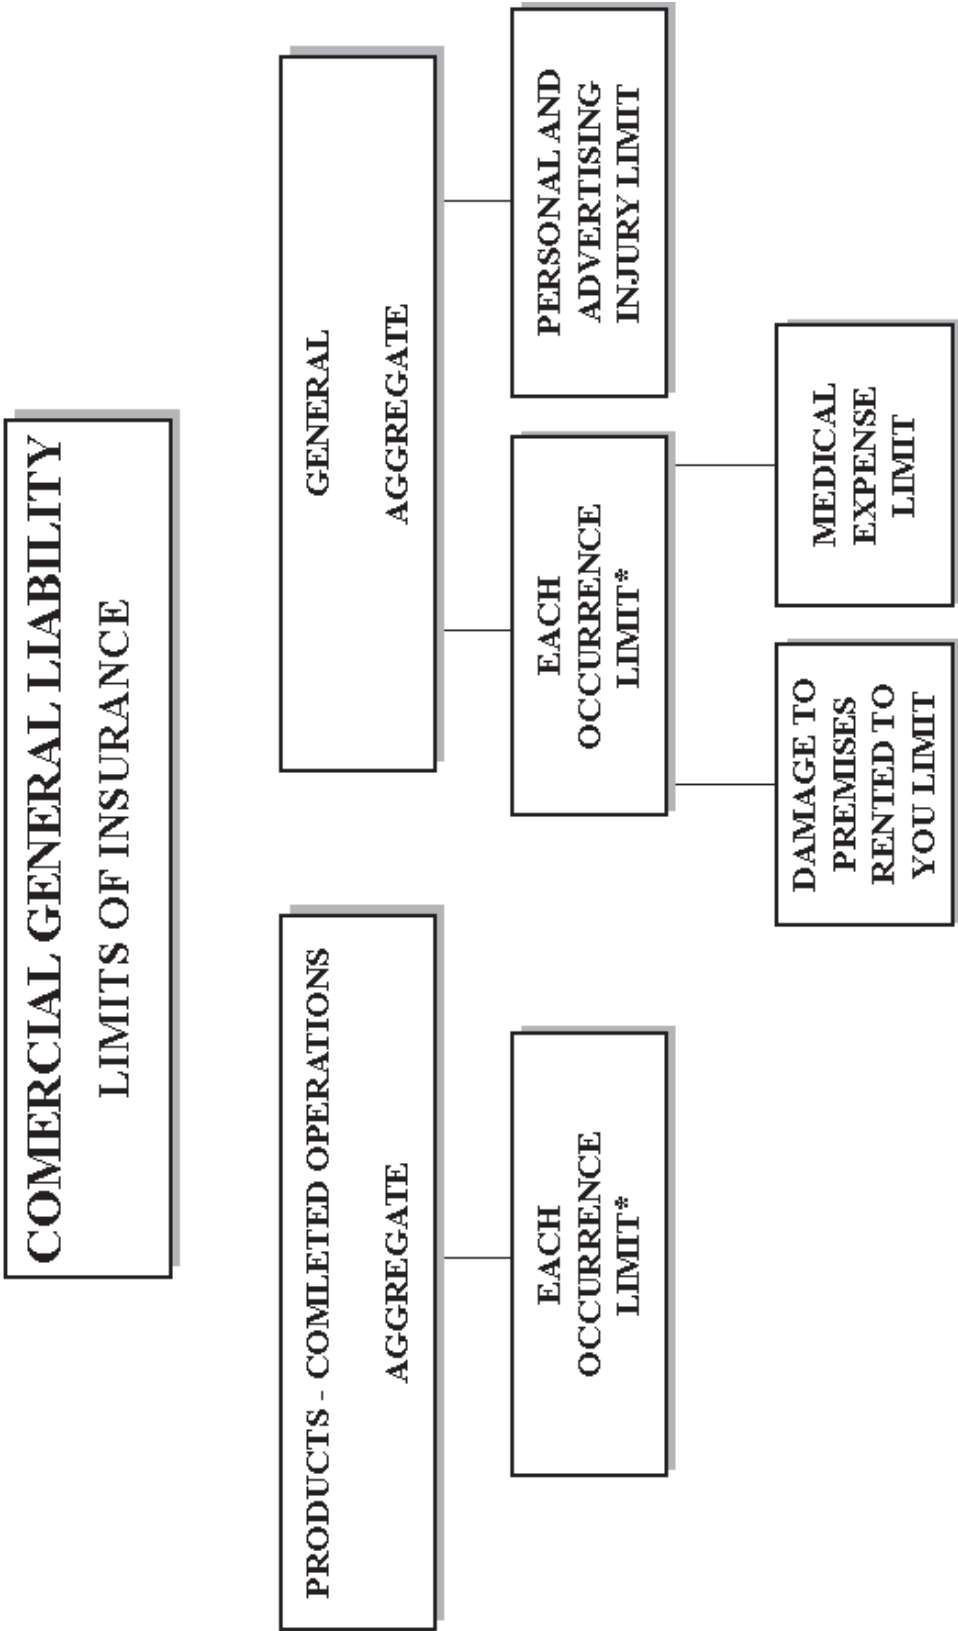 COMERCIAL GENERAL LIABILITY
LIMITS OF INSURANCE
PRODUCTS - COMLETED OPERATIONS
AGGREGATE
GENERAL
AGGREGATE
EACH
OCCURRENCE
LIMIT*
EACH
OCCURRENCE
LIMIT*
PERSONAL AND
ADVERTISING
INJURY LIMIT
DAMAGE TO
PREMISES
RENTED TO
YOU LIMIT
MEDICAL
EXPENSE
LIMIT